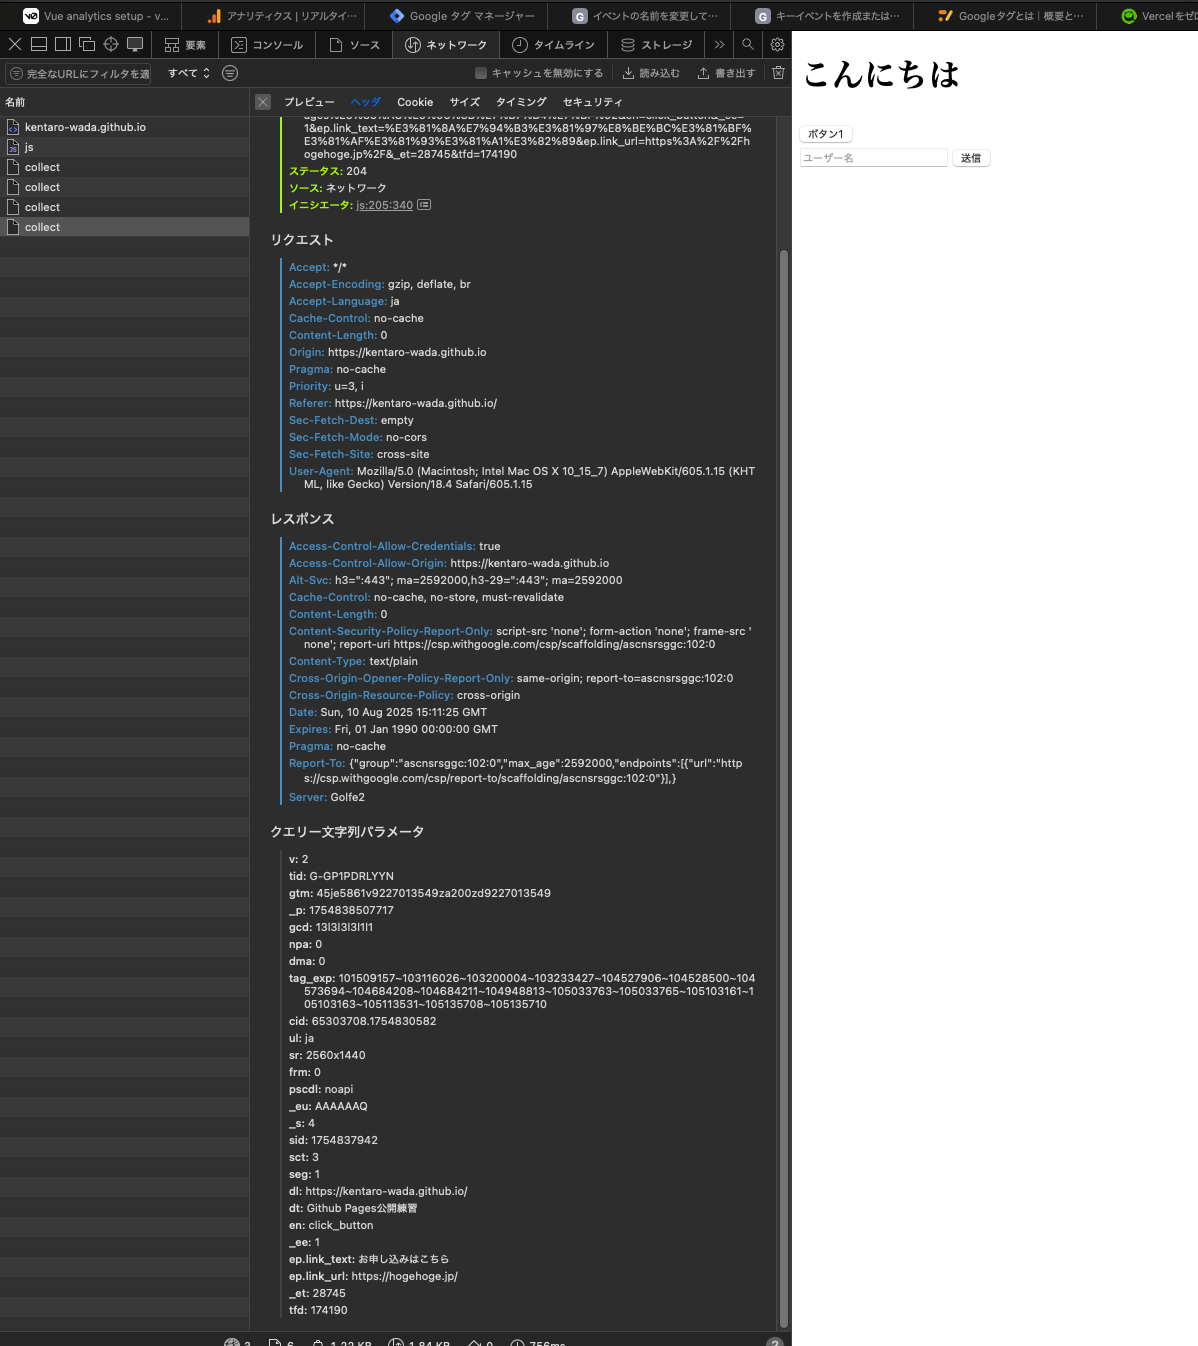 Vue analytics setup - v...
アナリティクス | リアルタイ…
Google タグ マネージャー
イベントの名前を変更して…
キーイベントを作成または…
Googleタグとは｜概要と…
Vercelをゼロ
要素
コンソール
ソース
ネットワーク
タイムライン
ストレージ
完全なURLにフィルタを適
すべて
キャッシュを無効にする
読み込む
書き出す
名前
プレビュー
ヘッダ
Cookie
サイズ
タイミング
セキュリティ
kentaro-wada.github.io
js
collect
collect
collect
collect
1&ep.link_text=%E3%81%8A%E7%94%B3%E3%81%97%E8%BE%BC%E3%81%BF%
E3%81%AF%E3%81%93%E3%81%A1%E3%82%89&ep.link_url=https%3A%2F%2Fh
ogehoge.jp%2F&_et=28745&tfd=174190
ステータス: 204
ソース: ネットワーク
イニシエータ: js:205:340
リクエスト
Accept: */*
Accept-Encoding: gzip, deflate, br
Accept-Language: ja
Cache-Control: no-cache
Content-Length: 0
Origin: https://kentaro-wada.github.io
Pragma: no-cache
Priority: u=3, i
Referer: https://kentaro-wada.github.io/
Sec-Fetch-Dest: empty
Sec-Fetch-Mode: no-cors
Sec-Fetch-Site: cross-site
User-Agent: Mozilla/5.0 (Macintosh; Intel Mac OS X 10_15_7) AppleWebKit/605.1.15 (KHT
ML, like Gecko) Version/18.4 Safari/605.1.15
レスポンス
Access-Control-Allow-Credentials: true
Access-Control-Allow-Origin: https://kentaro-wada.github.io
Alt-Svc: h3=":443"; ma=2592000,h3-29=":443"; ma=2592000
Cache-Control: no-cache, no-store, must-revalidate
Content-Length: 0
Content-Security-Policy-Report-Only: script-src 'none'; form-action 'none'; frame-src '
none'; report-uri https://csp.withgoogle.com/csp/scaffolding/ascnsrsggc:102:0
Content-Type: text/plain
Cross-Origin-Opener-Policy-Report-Only: same-origin; report-to=ascnsrsggc:102:0
Cross-Origin-Resource-Policy: cross-origin
Date: Sun, 10 Aug 2025 15:11:25 GMT
Expires: Fri, 01 Jan 1990 00:00:00 GMT
Pragma: no-cache
Report-To: {"group":"ascnsrsggc:102:0","max_age":2592000,"endpoints":[{"url":"http
s://csp.withgoogle.com/csp/report-to/scaffolding/ascnsrsggc:102:0"}],}
Server: Golfe2
クエリー文字列パラメータ
v: 2
tid: G-GP1PDRLYYN
gtm: 45je5861v9227013549za200zd9227013549
_p: 1754838507717
gcd: 13l3l3l3l1l1
npa: 0
dma: 0
tag_exp: 101509157~103116026~103200004~103233427~104527906~104528500~104
573694~104684208~104684211~104948813~105033763~105033765~105103161~1
05103163~105113531~105135708~105135710
cid: 65303708.1754830582
ul: ja
sr: 2560x1440
frm: 0
pscdl: noapi
_eu: AAAAAAQ
_s: 4
sid: 1754837942
sct: 3
seg: 1
dl: https://kentaro-wada.github.io/
dt: Github Pages公開練習
en: click_button
_ee: 1
ep.link_text: お申し込みはこちら
ep.link_url: https://hogehoge.jp/
_et: 28745
tfd: 174190
こんにちは
ボタン1
ユーザー名
送信